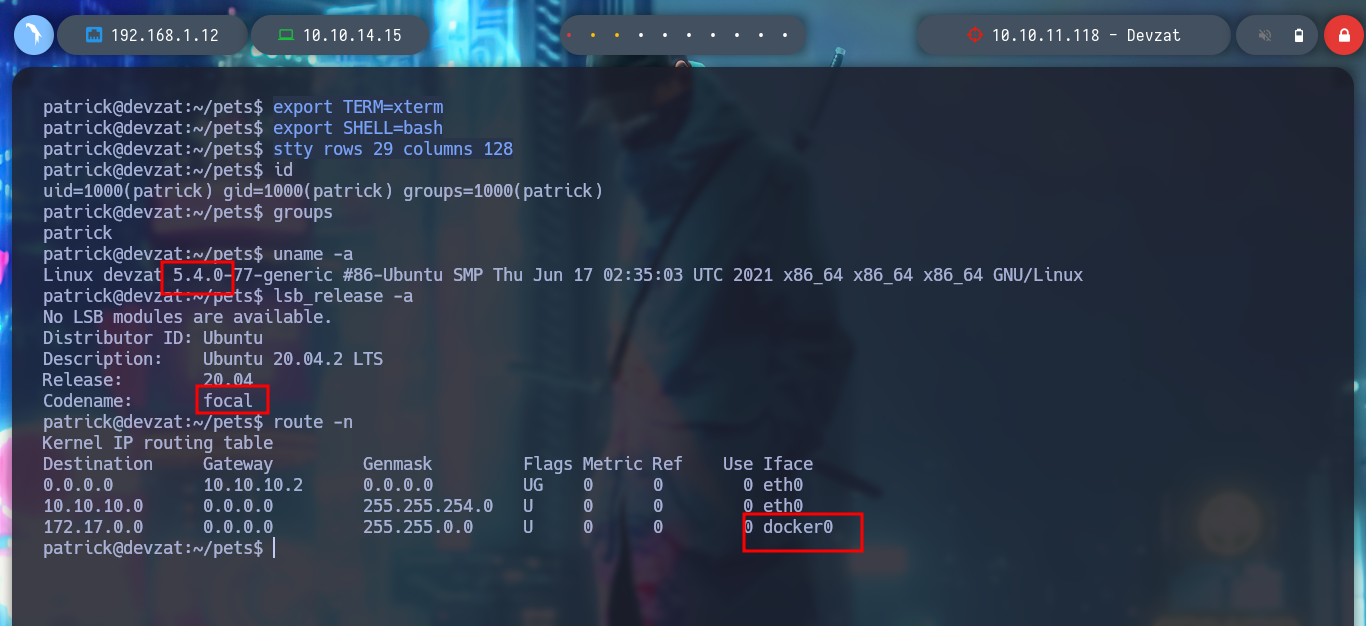 192.168.1.12
10.10.14.15
10.10.11.118 - Devzat
patrick@devzat:~/pets$ export TERM=xterm
patrick@devzat:~/pets$ export SHELL=bash
patrick@devzat:~/pets$ stty rows 29 columns 128
patrick@devzat:~/pets$ id
uid=1000(patrick) gid=1000(patrick) groups=1000(patrick)
patrick@devzat:~/pets$ groups
patrick
patrick@devzat:~/pets$ uname -a
Linux devzat 5.4.0-77-generic #86-Ubuntu SMP Thu Jun 17 02:35:03 UTC 2021 x86_64 x86_64 x86_64 GNU/Linux
patrick@devzat:~/pets$ lsb_release -a
No LSB modules are available.
Distributor ID: Ubuntu
Description:    Ubuntu 20.04.2 LTS
Release:        20.04
Codename:       focal
patrick@devzat:~/pets$ route -n
Kernel IP routing table
Destination     Gateway         Genmask         Flags Metric Ref    Use Iface
0.0.0.0         10.10.10.2      0.0.0.0         UG    0      0        0 eth0
10.10.10.0      0.0.0.0         255.255.254.0   U     0      0        0 eth0
172.17.0.0      0.0.0.0         255.255.0.0     U     0      0        0 docker0
patrick@devzat:~/pets$